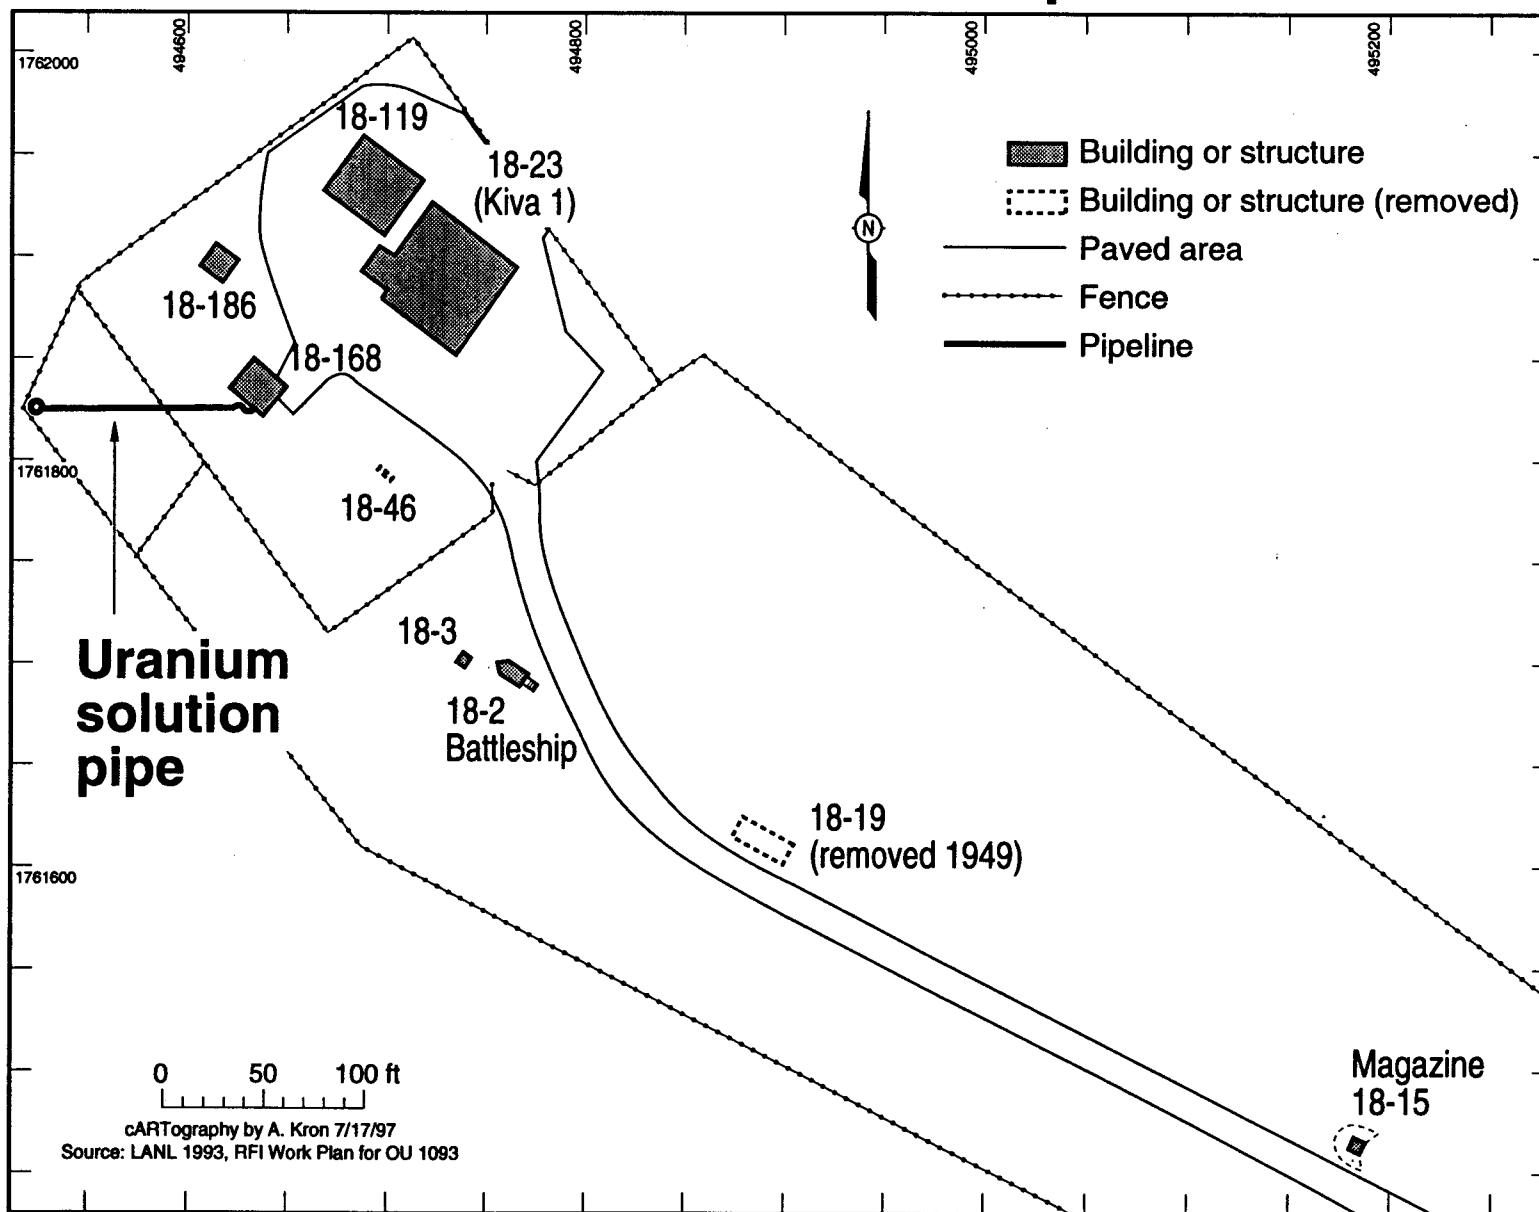 494600
494800
495000
495200
1762000
18-119
18-23
(Kiva 1)
18-186
18-168
Building or structure
Building or structure (removed)
Paved area
Fence
Pipeline
N
1761800
18-46
Uranium
solution
pipe
18-3
18-2
Battleship
18-19
(removed 1949)
1761600
0 50 100 ft
cARTography by A. Kron 7/17/97
Source: LANL 1993, RFI Work Plan for OU 1093
Magazine
18-15